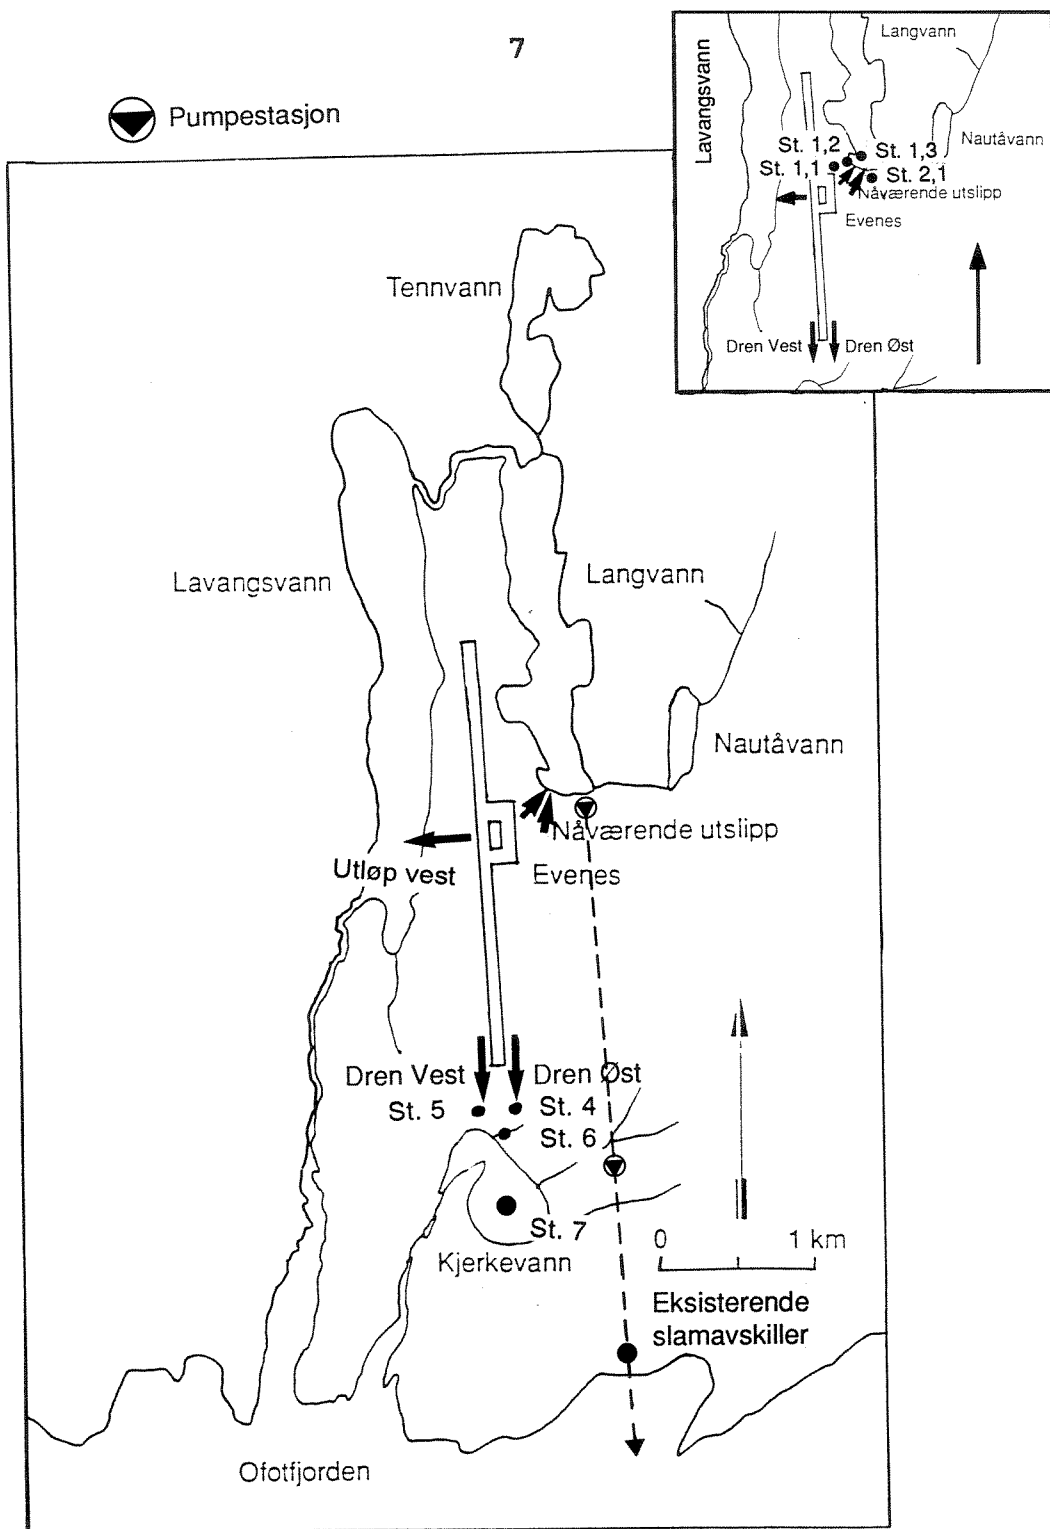 7
Pumpestasjon
Langvann
Lavangsvann
Nautåvann
St. 1,2
St. 1,3
St. 1,1
St. 2,1
Nåværende utslipp
Evenes
Dren Vest
Dren Øst
Tennvann
Lavangsvann
Langvann
Nautåvann
Nåværende utslipp
Utløp vest
Evenes
Dren Vest
Dren Øst
St. 5
St. 4
St. 6
St. 7
Kjerkevann
0
1 km
Eksisterende
slamavskiller
Ofotfjorden